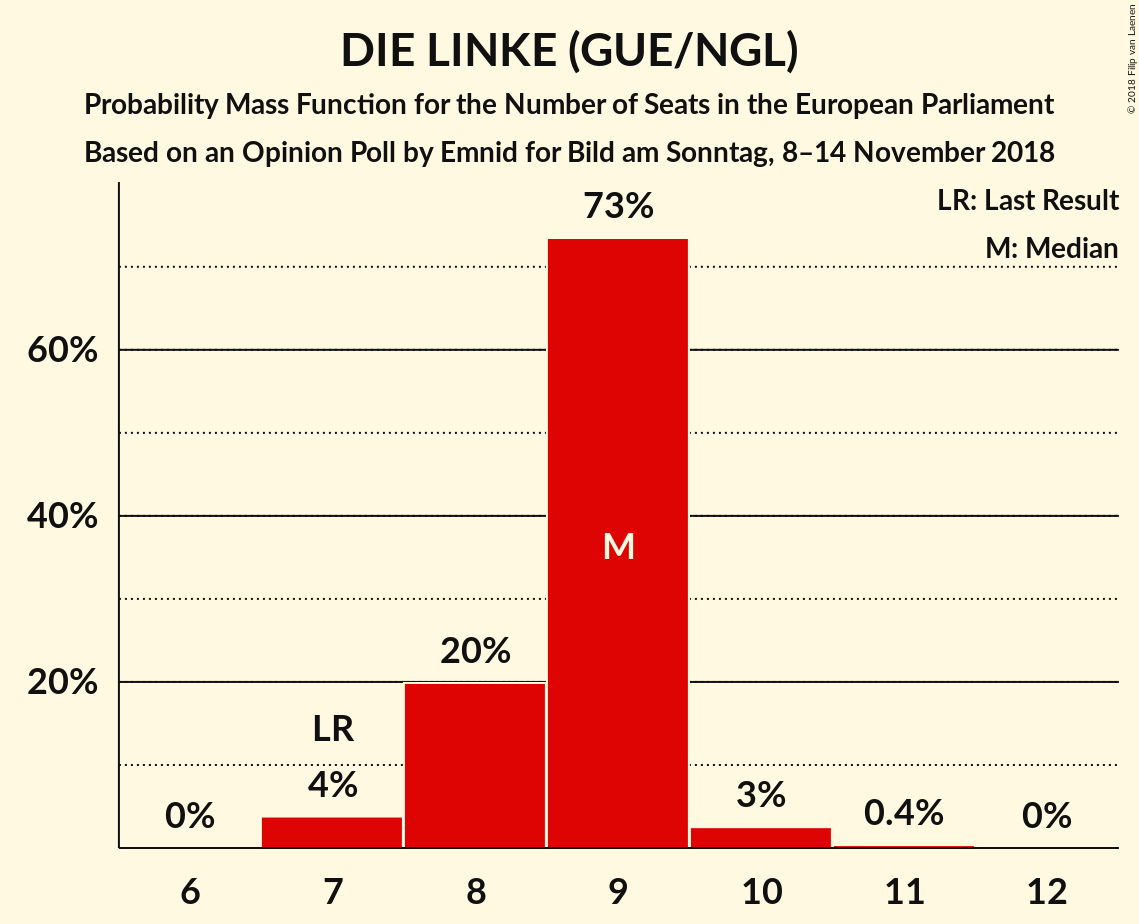 DIE LINKE (GUE/NGL)
Probability Mass Function for the Number of Seats in the European Parliament
Based on an Opinion Poll by Emnid for Bild am Sonntag, 8–14 November 2018
© 2018 Filip van Laenen
LR: Last Result
M: Median
73%
60%
40%
M
20%
20%
LR
4%
3%
0.4%
0%
0%
6 7 8 9 10 11 12